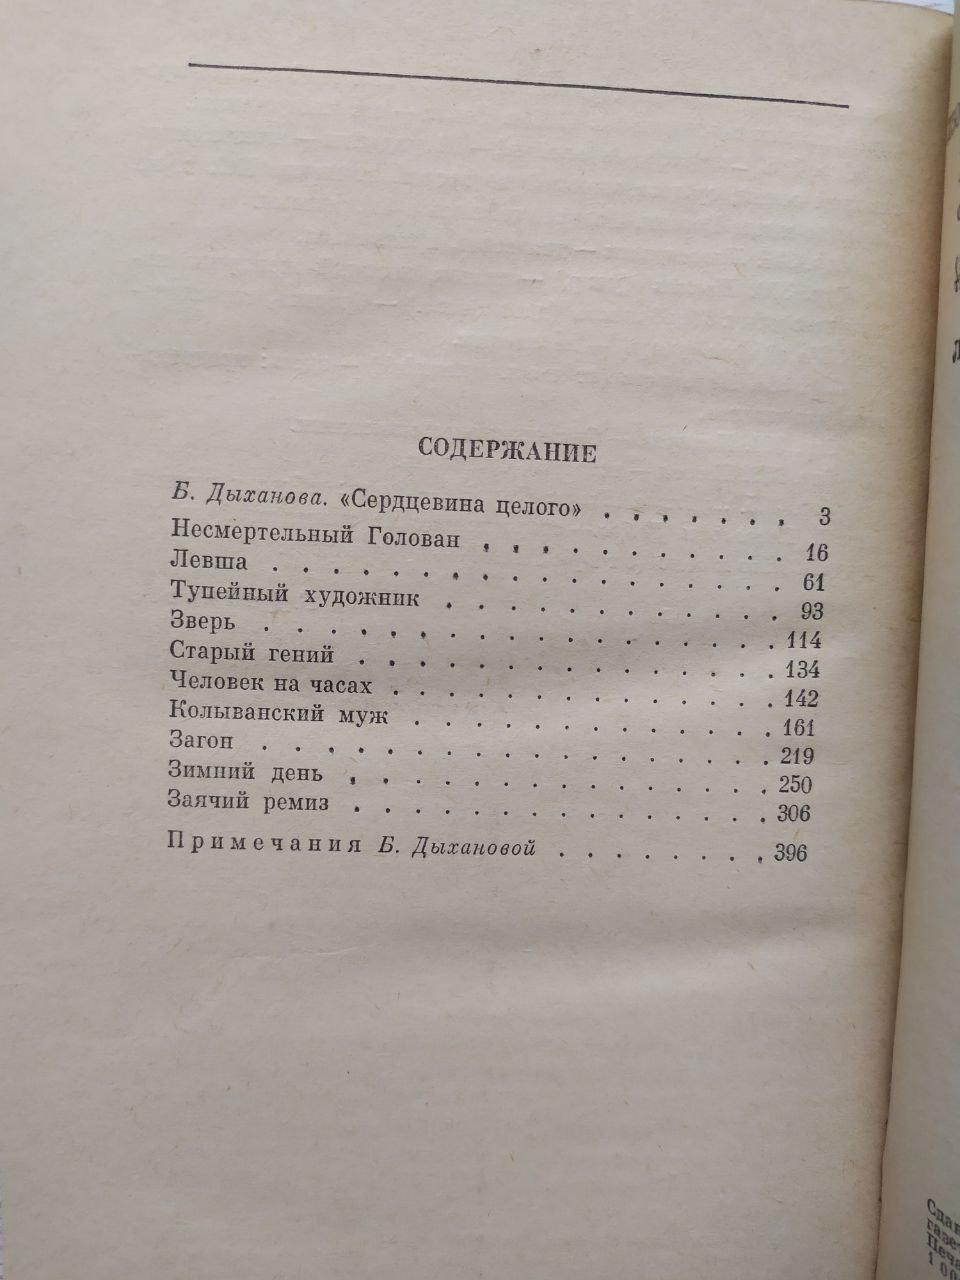 СОДЕРЖАНИЕ
Б. Дыханова. «Сердцевина целого» . . . . . . . 3
Несмертельный Голован . . . . . . . . . . . 16
Левша . . . . . . . . . . . . . . . . . . 61
Тупейный художник . . . . . . . . . . . . 93
Зверь . . . . . . . . . . . . . . . . . . 114
Старый гений . . . . . . . . . . . . . . 134
Человек на часах . . . . . . . . . . . . . 142
Колыванский муж . . . . . . . . . . . . . 161
Загон . . . . . . . . . . . . . . . . . . 219
Зимний день . . . . . . . . . . . . . . . 250
Заячий ремиз . . . . . . . . . . . . . . 306
Примечания Б. Дыхановой . . . . . . . . 396